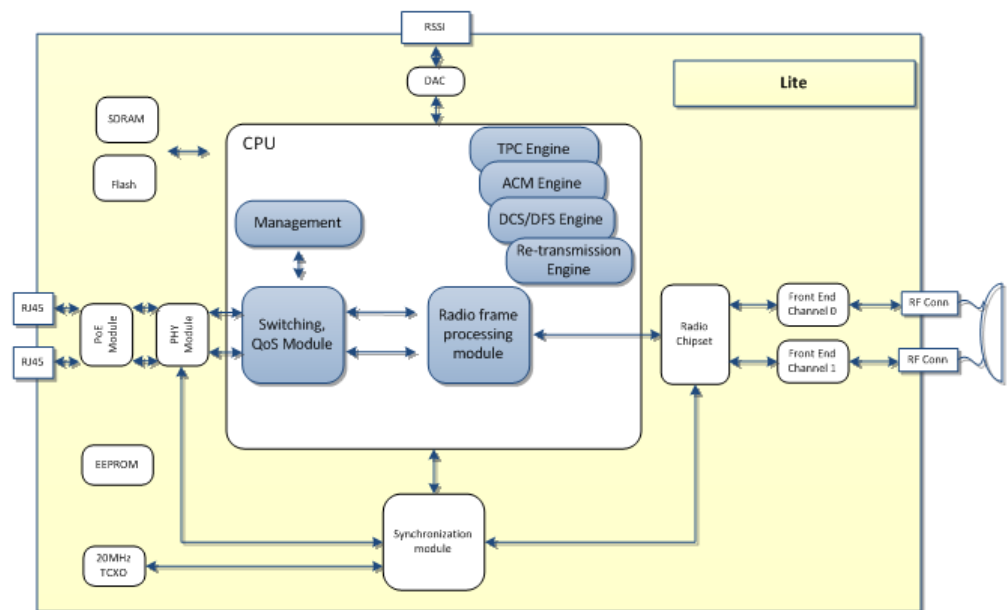 RSSI
DAC
Lite
SDRAM
Flash
CPU
TPC Engine
ACM Engine
DCS/DFS Engine
Re-transmission
Engine
Management
RJ45
RJ45
PoE
Module
PHY
Module
Switching,
QoS Module
Radio frame
processing
module
Radio
Chipset
Front End
Channel 0
RF Conn
Front End
Channel 1
RF Conn
EEPROM
Synchronization
module
20MHz
TCXO